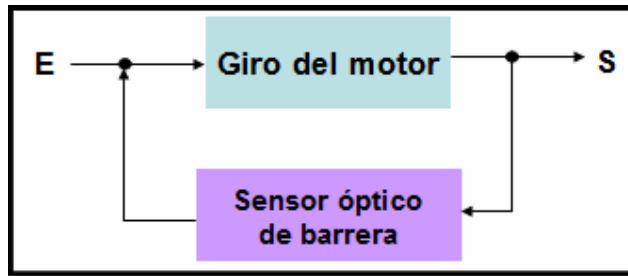 E
Giro del motor
S
Sensor óptico
de barrera